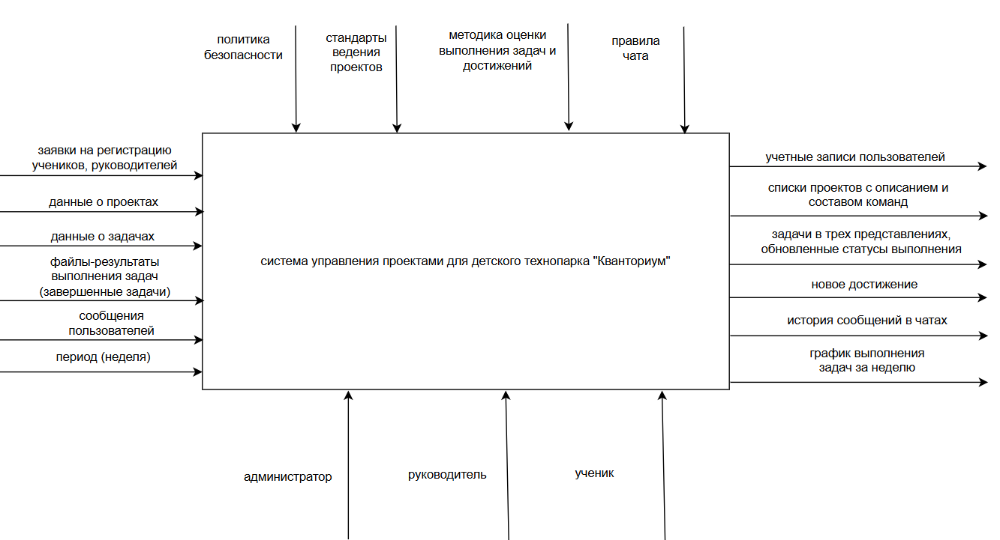 политика
безопасности
стандарты
ведения
проектов
методика оценки
выполнения задач и
достижений
правила
чата
заявки на регистрацию
учеников, руководителей
данные о проектах
данные о задачах
файлы-результаты
выполнения задач
(завершенные задачи)
сообщения
пользователей
период (неделя)
система управления проектами для детского технопарка "Кванториум"
учетные записи пользователей
списки проектов с описанием и
составом команд
задачи в трех представлениях,
обновленные статусы выполнения
новое достижение
история сообщений в чатах
график выполнения
задач за неделю
администратор
руководитель
ученик